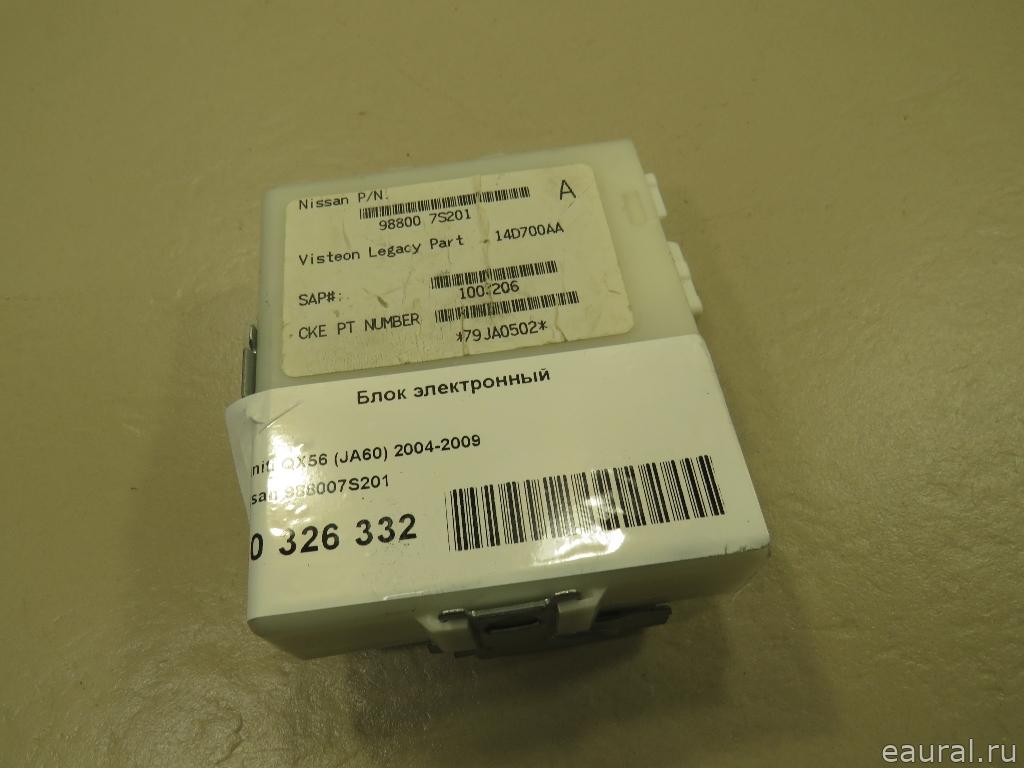 Nissan P/N:
A
98800 7S201
Visteon Legacy Part 14D700AA
SAP#:
CKE PT NUMBER
*79JA0502*
Блок электронный
QX56 (JA60) 2004-2009
988007S201
326 332
eaural.ru